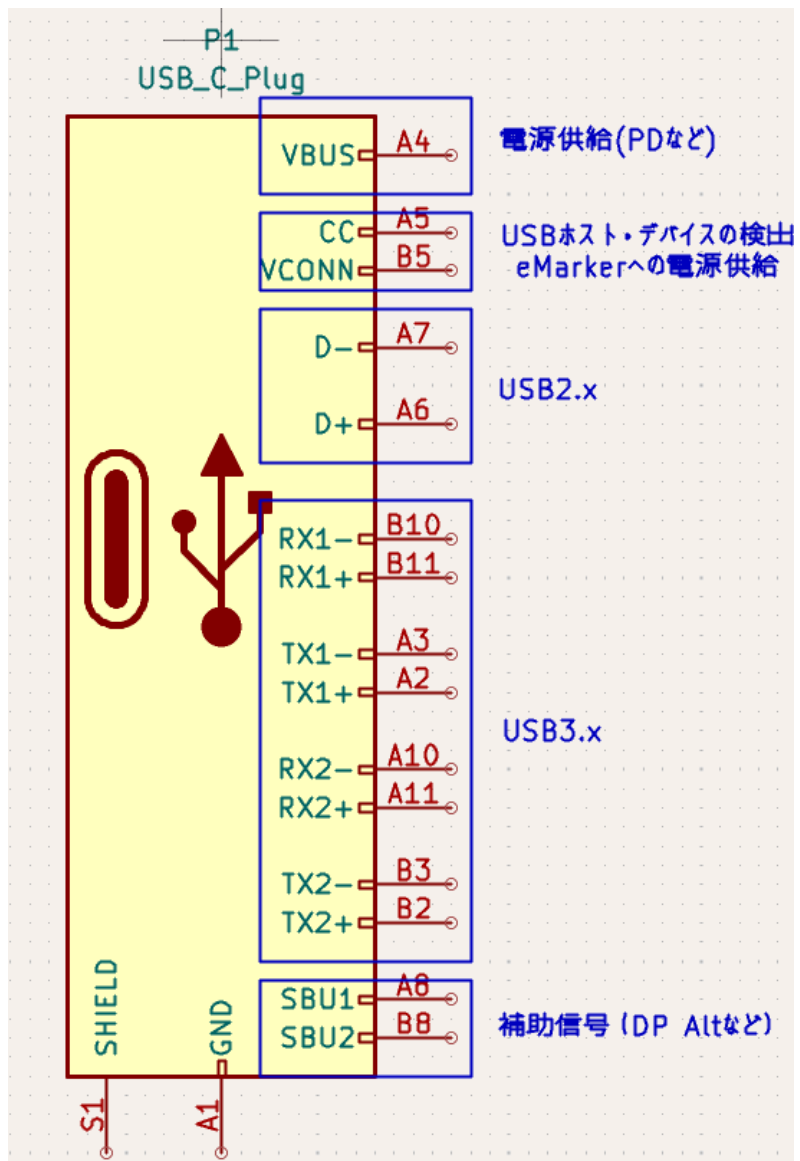 P1
USB_C_Plug
VBUS A4 電源供給(PDなど)
CC A5 USBホスト・デバイスの検出
VCONN B5 eMarkerへの電源供給
D- A7
USB2.x
D+ A6
RX1- B10
RX1+ B11
TX1- A3
TX1+ A2
USB3.x
RX2- A10
RX2+ A11
TX2- B3
TX2+ B2
SBU1 A8
補助信号 (DP Altなど)
SBU2 B8
SHIELD
GND
S1
A1